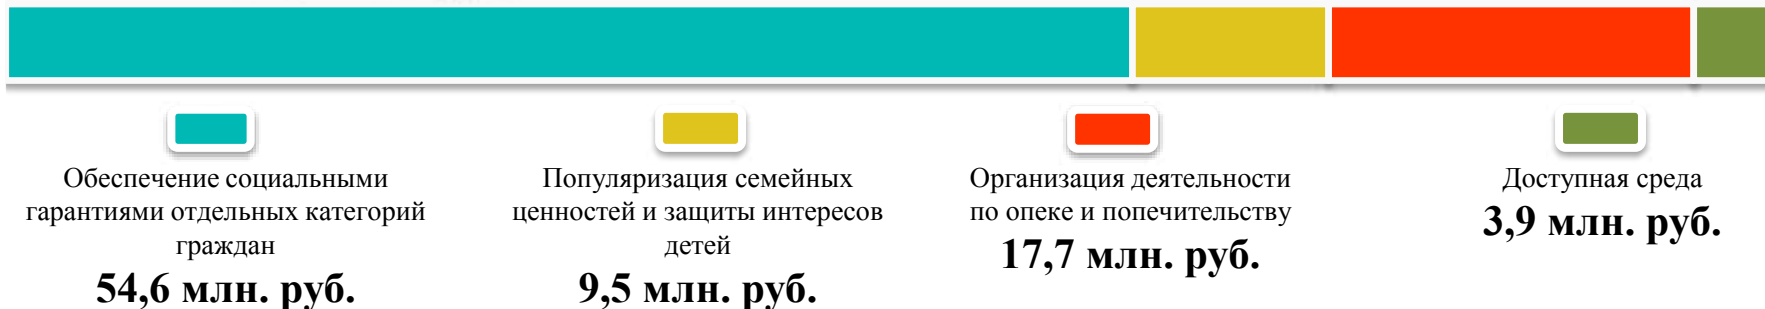 Обеспечение социальными
гарантиями отдельных категорий
граждан
54,6 млн. руб.
Популяризация семейных
ценностей и защиты интересов
детей
9,5 млн. руб.
Организация деятельности
по опеке и попечительству
17,7 млн. руб.
Доступная среда
3,9 млн. руб.